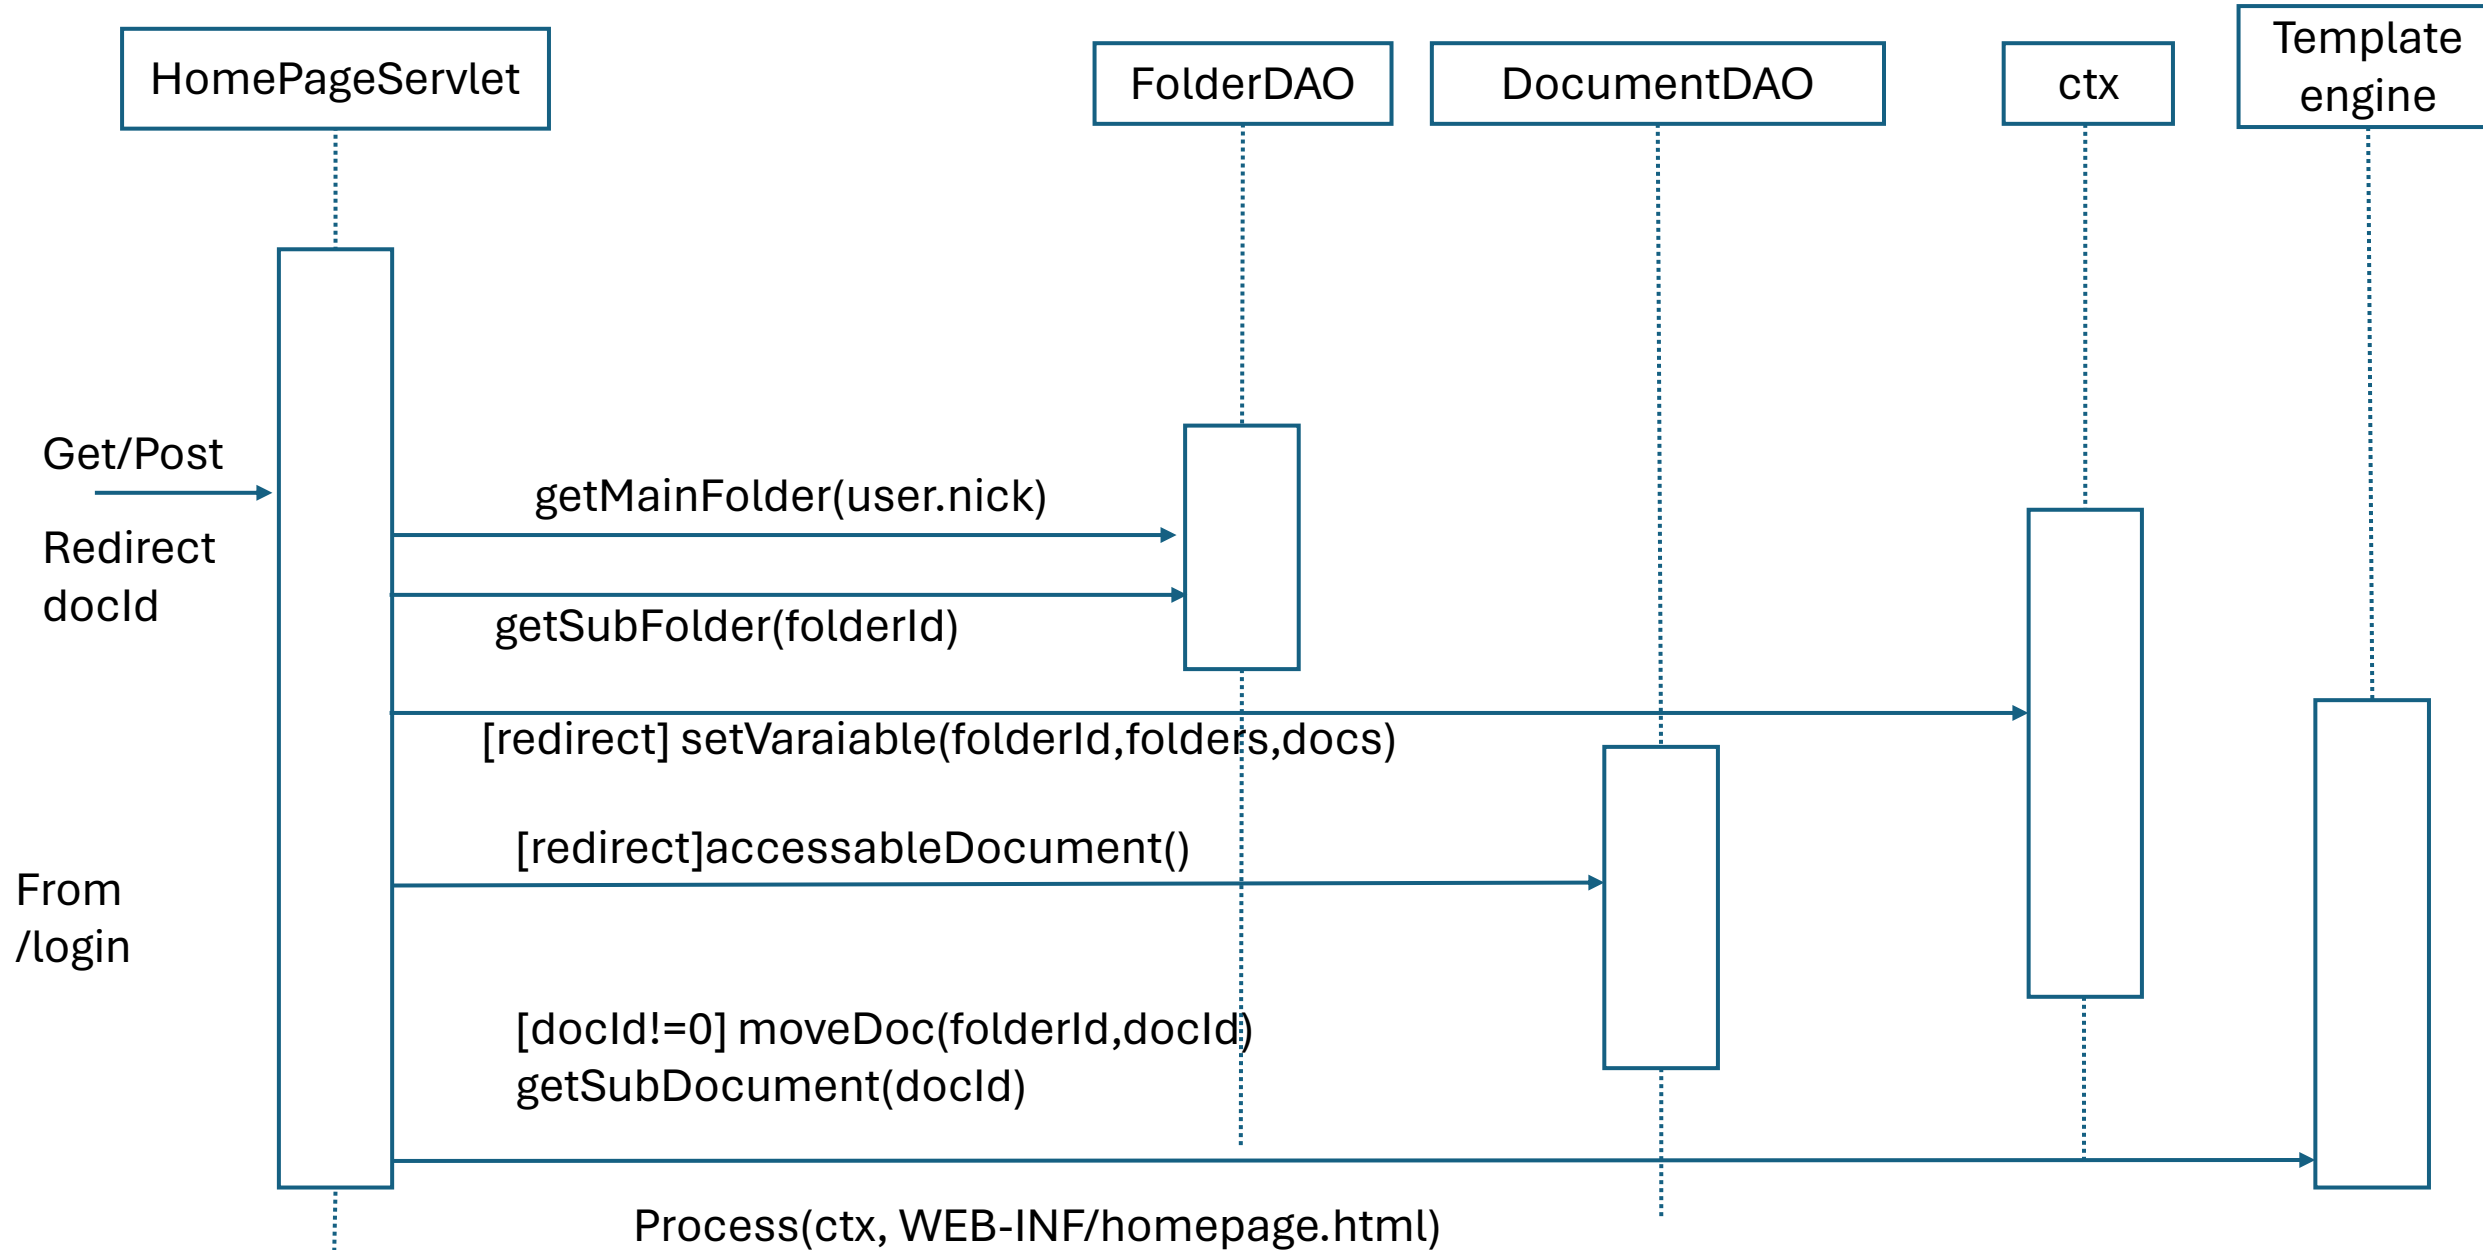 HomePageServlet
FolderDAO
DocumentDAO
ctx
Template
engine
Get/Post
Redirect
docId
getMainFolder(user.nick)
getSubFolder(folderId)
[redirect] setVaraiable(folderId,folders,docs)
[redirect]accessableDocument()
From
/login
[docId!=0] moveDoc(folderId,docId)
getSubDocument(docId)
Process(ctx, WEB-INF/homepage.html)